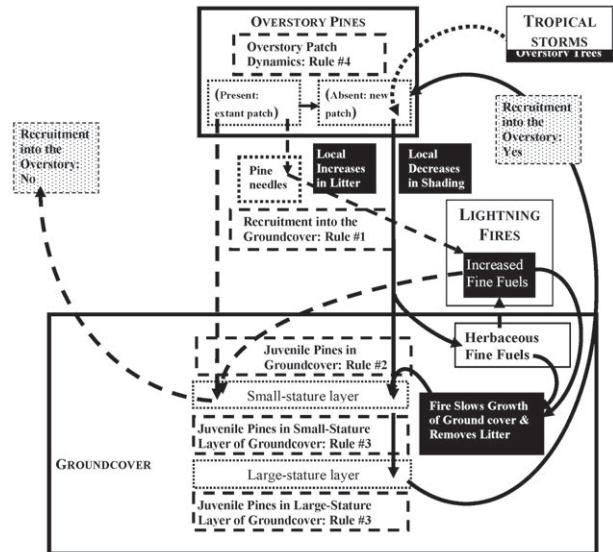 OVERSTORY PINES
Overstory Patch
Dynamics: Rule #4
(Present:
extant patch)
(Absent: new
patch)
TROPICAL
STORMS
Overstory Trees
Recruitment
into the
Overstory:
No
Recruitment
into the
Overstory:
Yes
Pine
needles
Local
Increases
in Litter
Local
Decreases
in Shading
Recruitment into the
Groundcover: Rule #1
LIGHTNING
FIRES
Increased
Fine Fuels
Herbaceous
Fine Fuels
Juvenile Pines in
Groundcover: Rule #2
Small-stature layer
Fire Slows Growth
of Ground cover &
Removes Litter
Juvenile Pines in Small-Stature
Layer of Groundcover: Rule #3
GROUNDCOVER
Large-stature layer
Juvenile Pines in Large-Stature
Layer of Groundcover: Rule #3